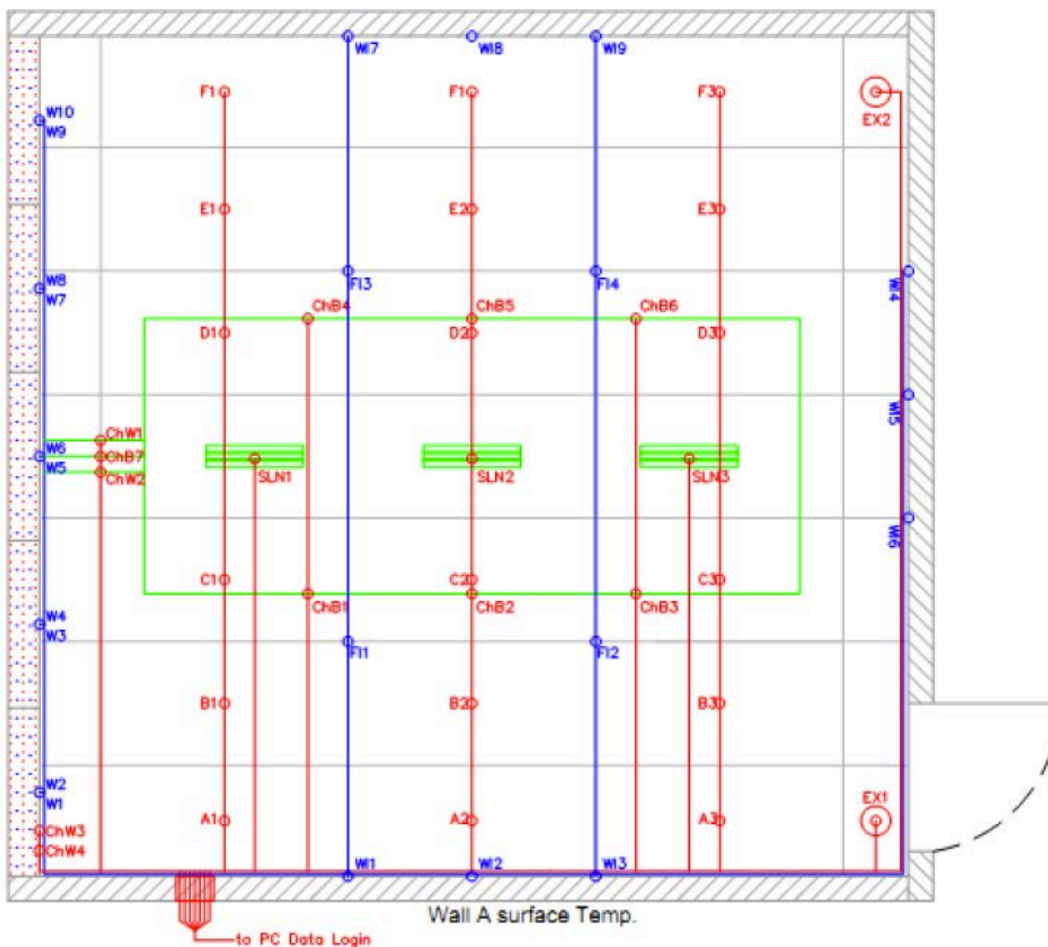 WI7 WI8 WI9
F1 F1 F3
EX2
W10
W9
E1 E2 E3
W8
W7
FI3 FI4
WI4
ChB4 ChB5 ChB6
D1 D2 D3
WI5
ChW1
W6
ChB7
W5
ChW2
SLN1 SLN2 SLN3
WI6
C1 C2 C3
ChB1 ChB2 ChB3
W4
W3
FI1 FI2
B1 B2 B3
W2
W1
EX1
A1 A2 A3
ChW3
ChW4
WI1 WI2 WI3
Wall A surface Temp.
to PC Data Login